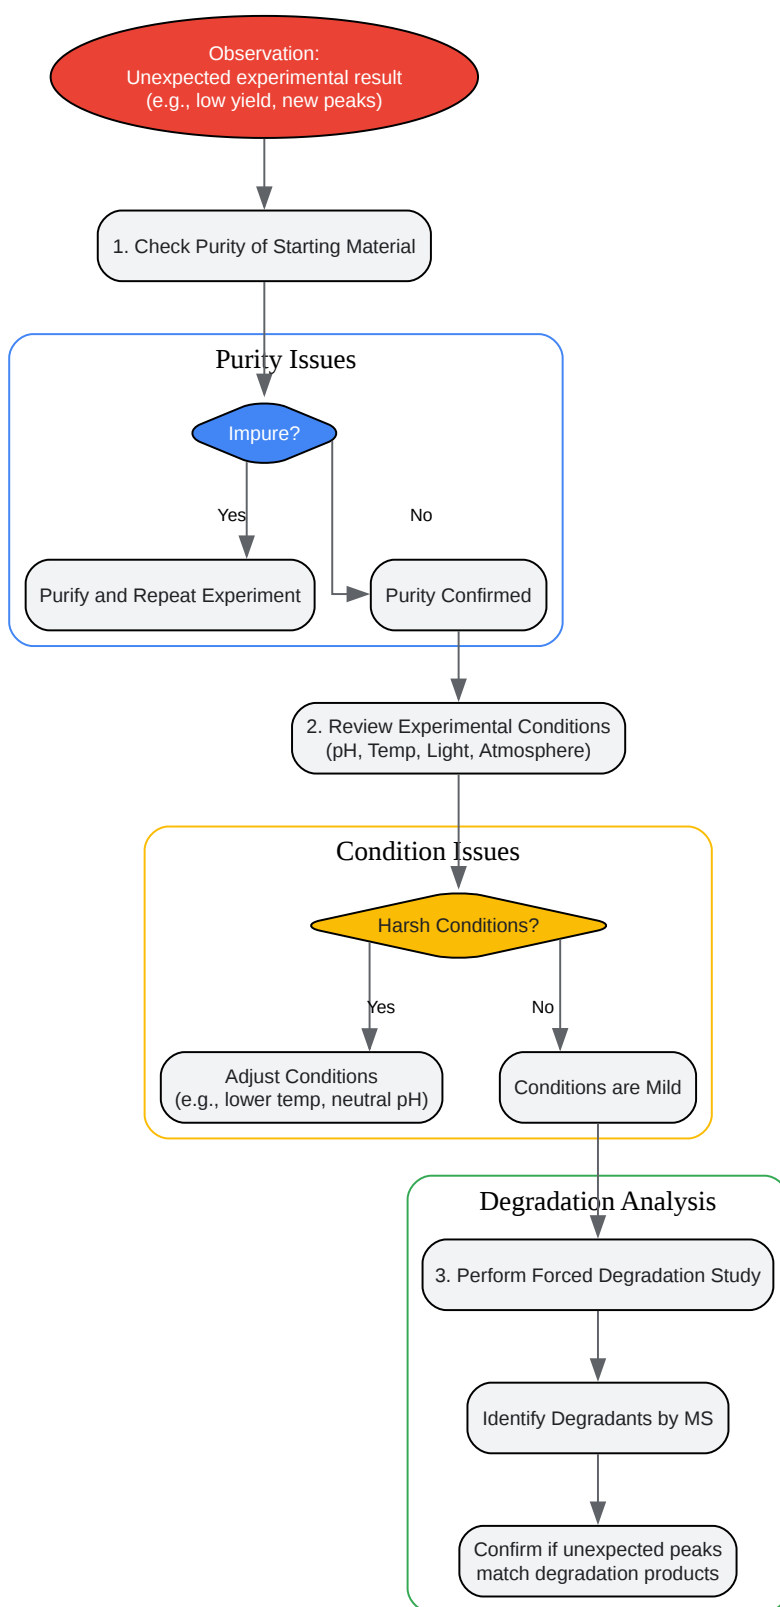 Observation:
Unexpected experimental result
(e.g., low yield, new peaks)
1. Check Purity of Starting Material
Purity Issues
Impure?
Yes
No
Purify and Repeat Experiment
Purity Confirmed
2. Review Experimental Conditions
(pH, Temp, Light, Atmosphere)
Condition Issues
Harsh Conditions?
Yes
No
Adjust Conditions
(e.g., lower temp, neutral pH)
Conditions are Mild
Degradation Analysis
3. Perform Forced Degradation Study
Identify Degradants by MS
Confirm if unexpected peaks
match degradation products